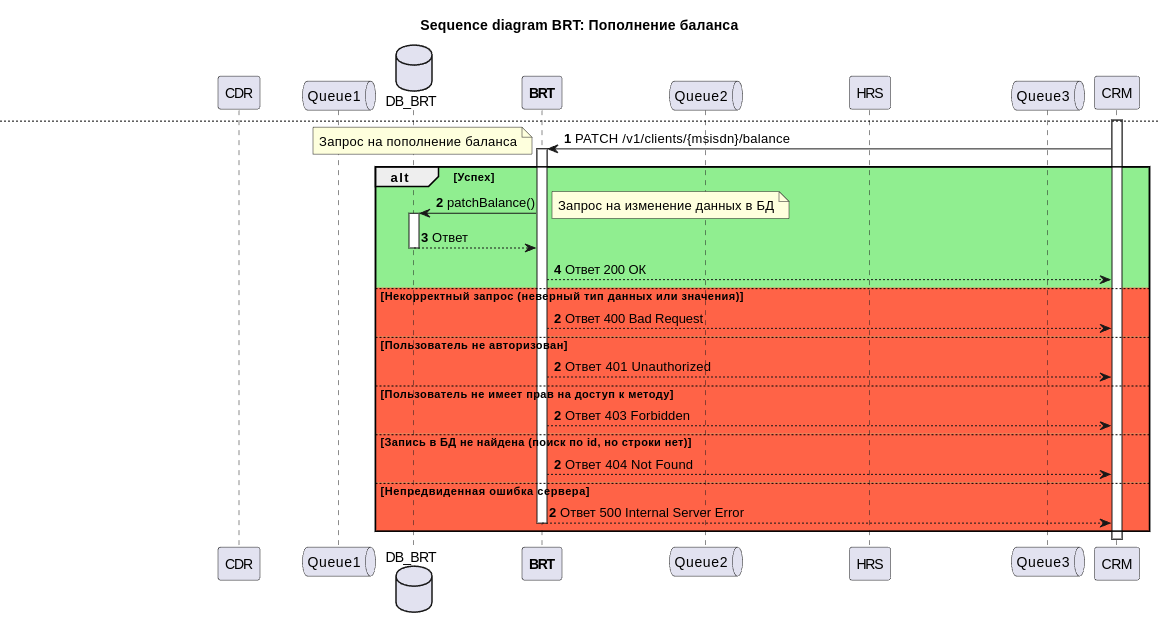 Sequence diagram BRT: Пополнение баланса
CDR
Queue1
DB_BRT
BRT
Queue2
HRS
Queue3
CRM
Запрос на пополнение баланса
1 PATCH /v1/clients/{msisdn}/balance
alt [Успех]
2 patchBalance()
Запрос на изменение данных в БД
3 Ответ
4 Ответ 200 ОК
[Некорректный запрос (неверный тип данных или значения)]
2 Ответ 400 Bad Request
[Пользователь не авторизован]
2 Ответ 401 Unauthorized
[Пользователь не имеет прав на доступ к методу]
2 Ответ 403 Forbidden
[Запись в БД не найдена (поиск по id, но строки нет)]
2 Ответ 404 Not Found
[Непредвиденная ошибка сервера]
2 Ответ 500 Internal Server Error
CDR
Queue1
DB_BRT
BRT
Queue2
HRS
Queue3
CRM